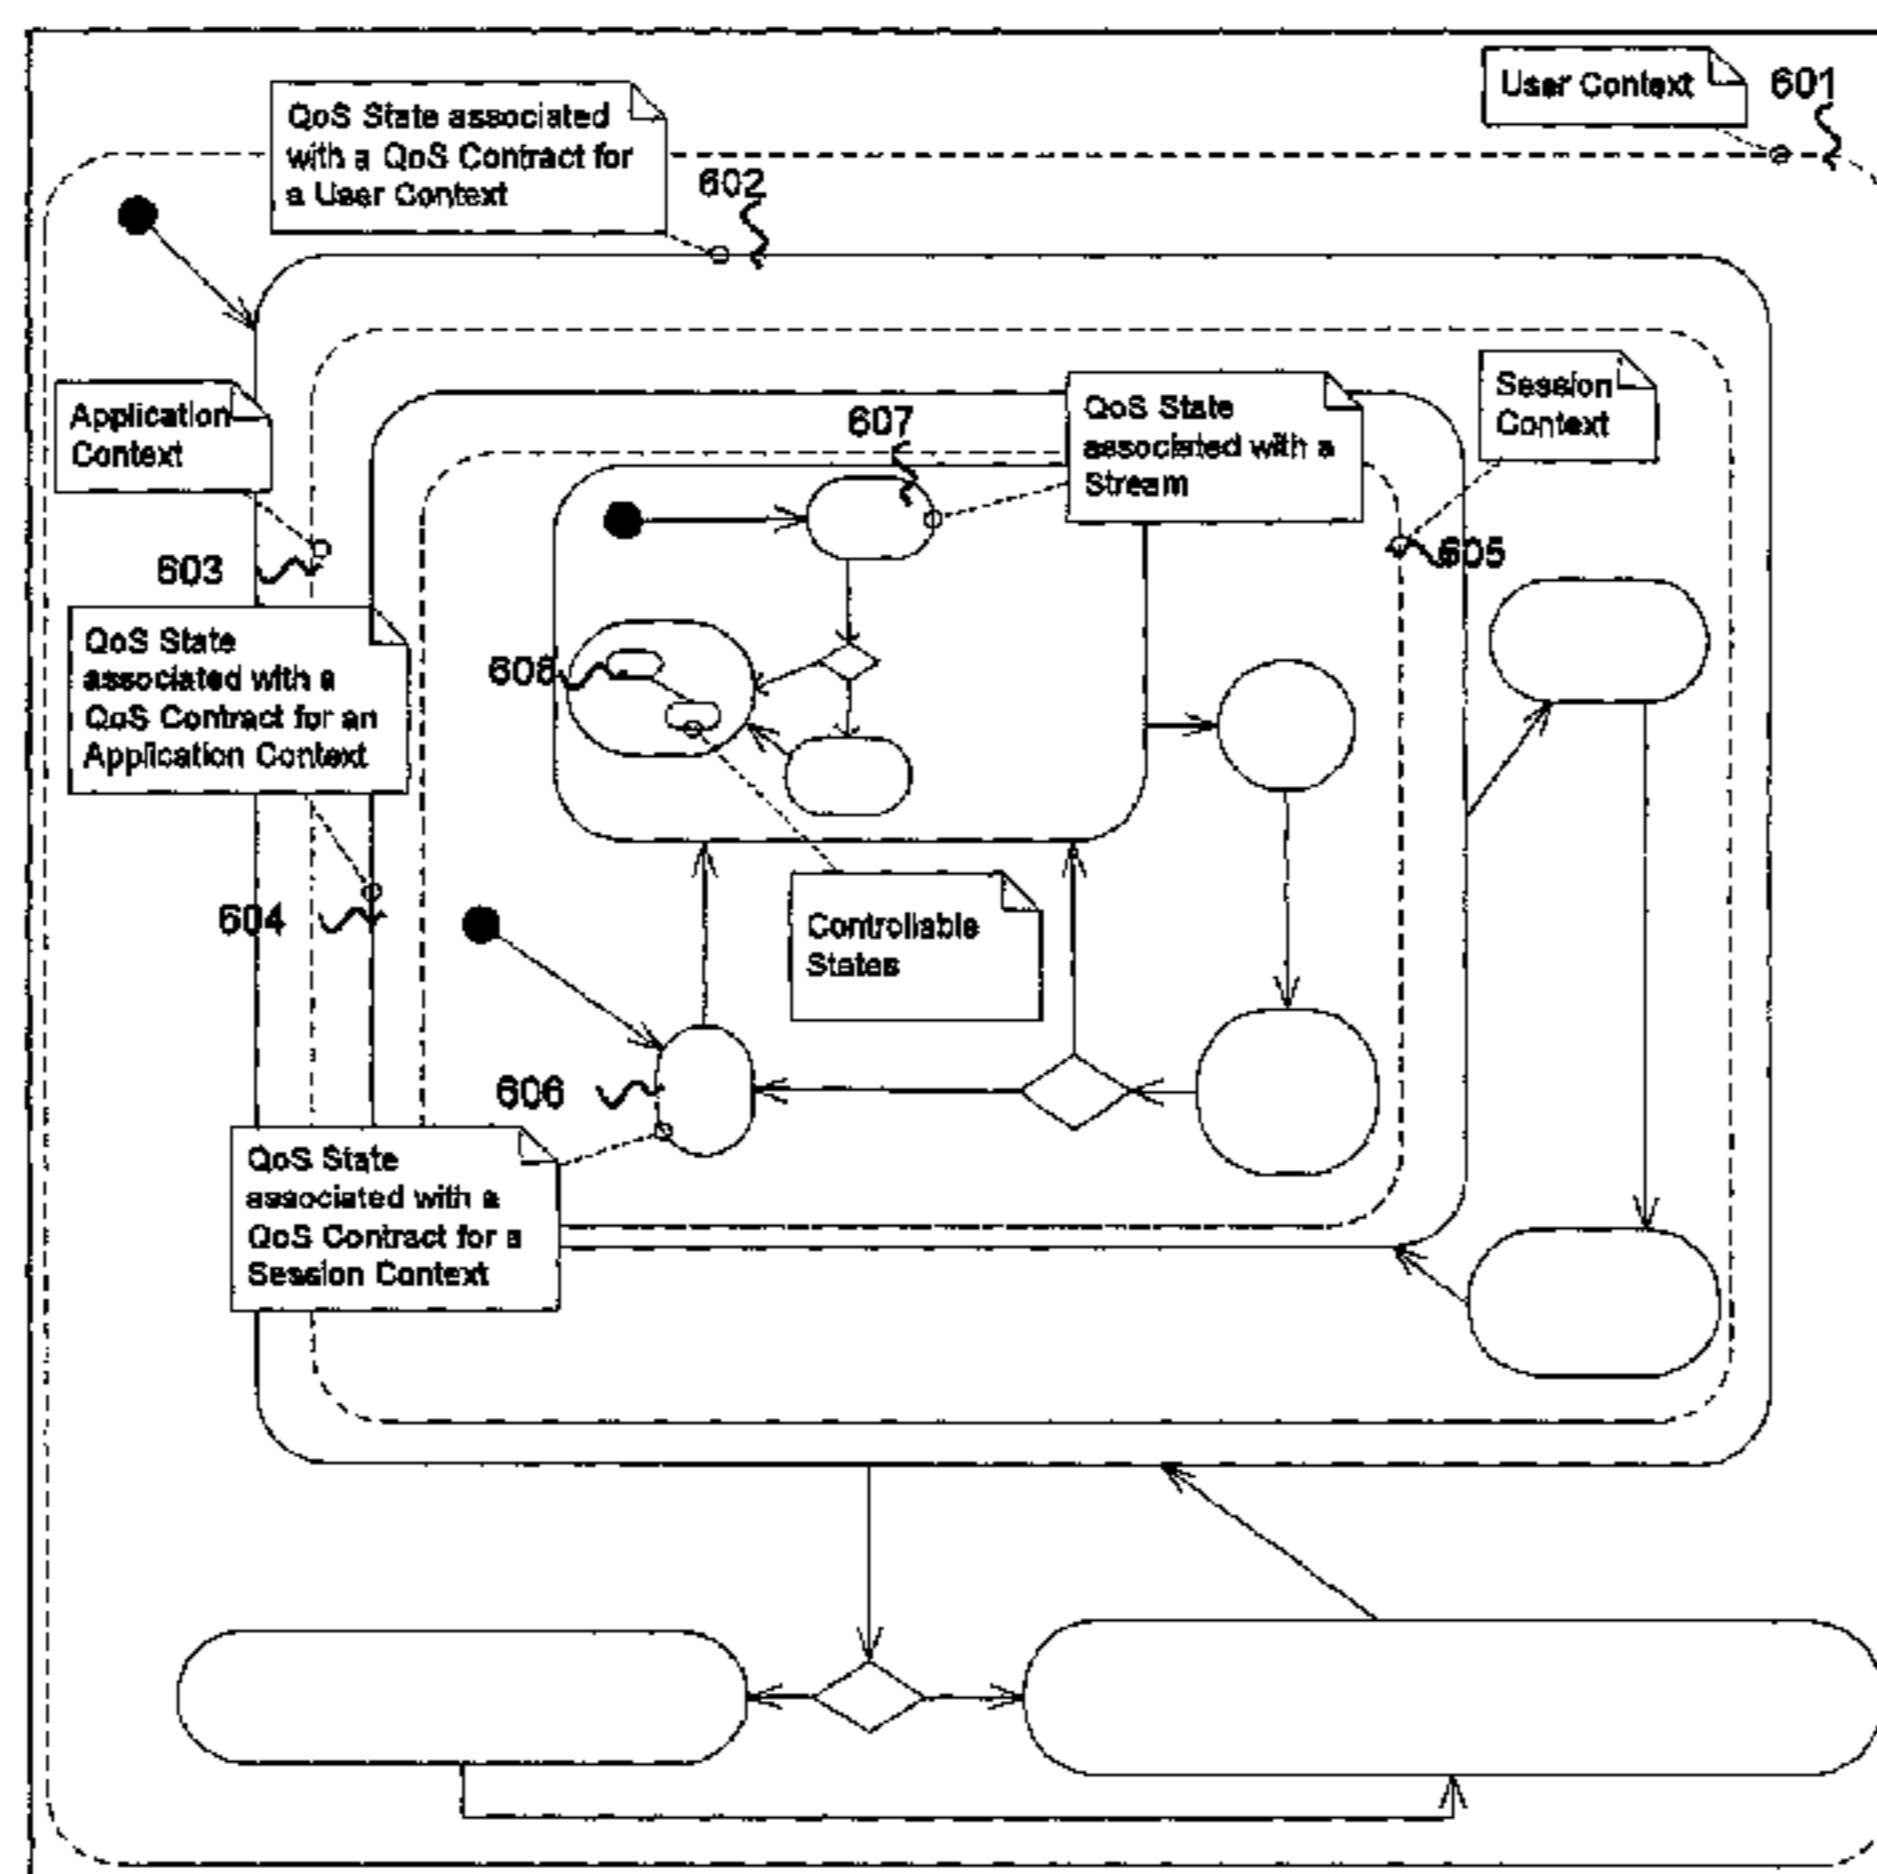 User Context
601
QoS State associated
with a QoS Contract for
a User Context
602
Application
Context
607
QoS State
associated with a
Stream
Session
Context
603
605
QoS State
associated with a
QoS Contract for an
Application Context
608
604
Controllable
States
606
QoS State
associated with a
QoS Contract for a
Session Context